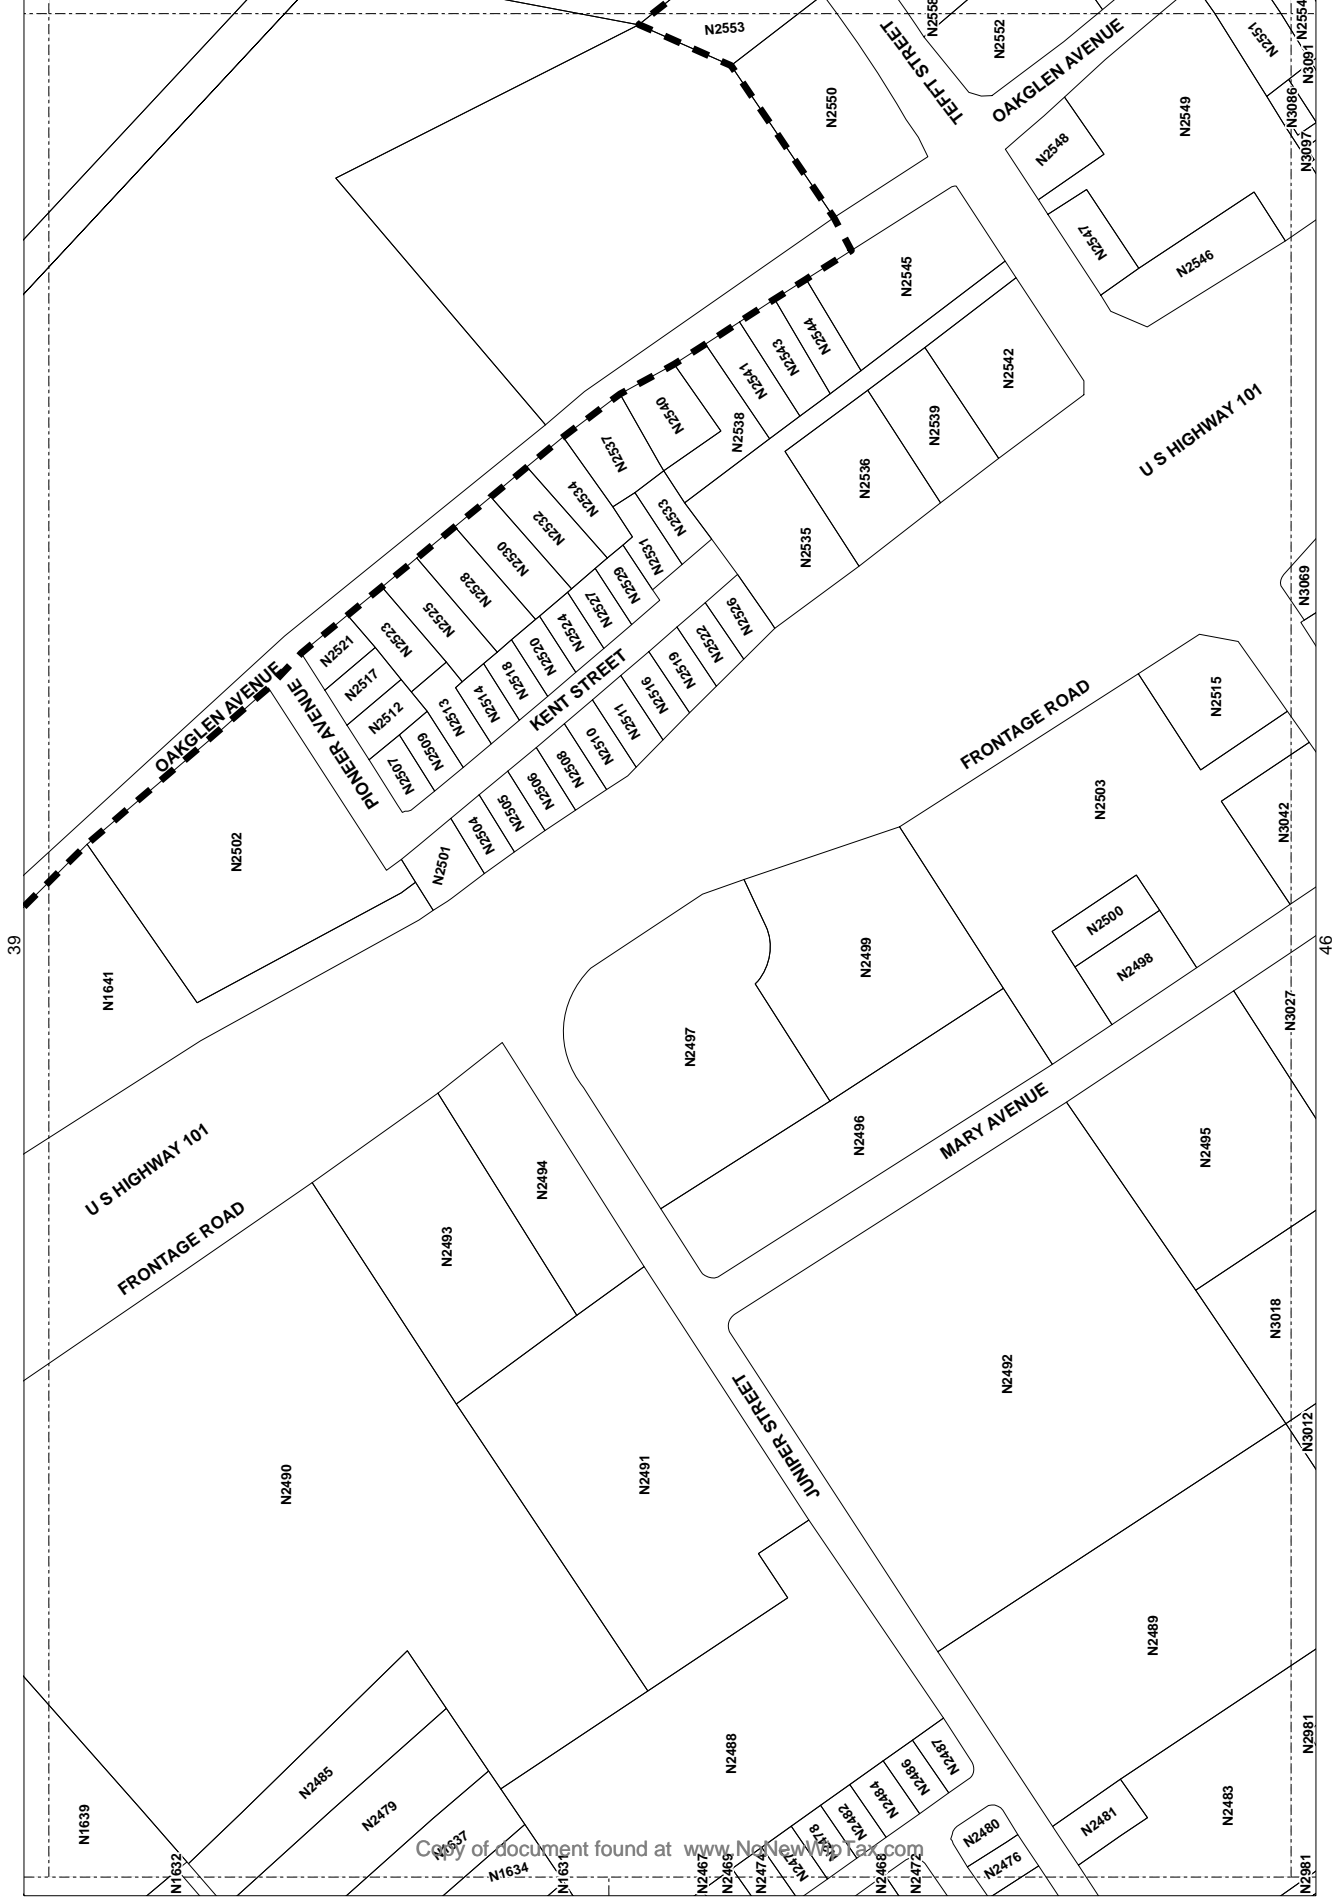 N2553
N2558
N2552
N2551
N2554
N3091
N3086
N3097
TEFFT STREET
OAKGLEN AVENUE
N2550
N2549
N2548
N2547
N2546
N2545
N2544
N2543
N2541
N2542
N2540
N2538
N2539
N2537
N2536
N2534
N2533
N2535
N2532
N2531
N2530
N2529
N2528
N2527
N2526
N2525
N2524
N2523
N2522
N2521
N2520
N2519
N2518
N2517
N2516
N2514
N2513
N2512
N2511
N2510
N2509
N2508
N2507
N2506
N2505
N2504
N2501
N2502
U S HIGHWAY 101
N3069
OAKGLEN AVENUE
PIONEER AVENUE
KENT STREET
FRONTAGE ROAD
N2515
N2503
N3042
39
46
N1641
N2500
N2498
N2499
N2497
N2496
N3027
MARY AVENUE
N2495
U S HIGHWAY 101
FRONTAGE ROAD
N2494
N2493
N3018
N2492
N3012
JUNIPER STREET
N2490
N2491
N2489
N2488
N2485
N2479
N1639
N1637
N1634
N1632
N1631
N2487
N2486
N2484
N2482
N2478
N2474
N2469
N2467
N2468
N2472
N2480
N2476
N2481
N2483
N2981
N2981
Copy of document found at www.NoNewWipTax.com